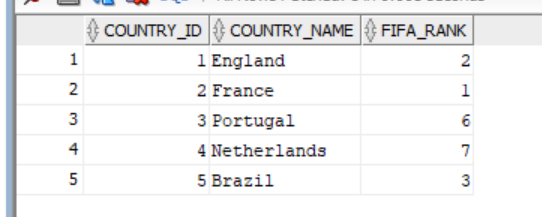 COUNTRY_ID COUNTRY_NAME FIFA_RANK
1 1 England 2
2 2 France 1
3 3 Portugal 6
4 4 Netherlands 7
5 5 Brazil 3